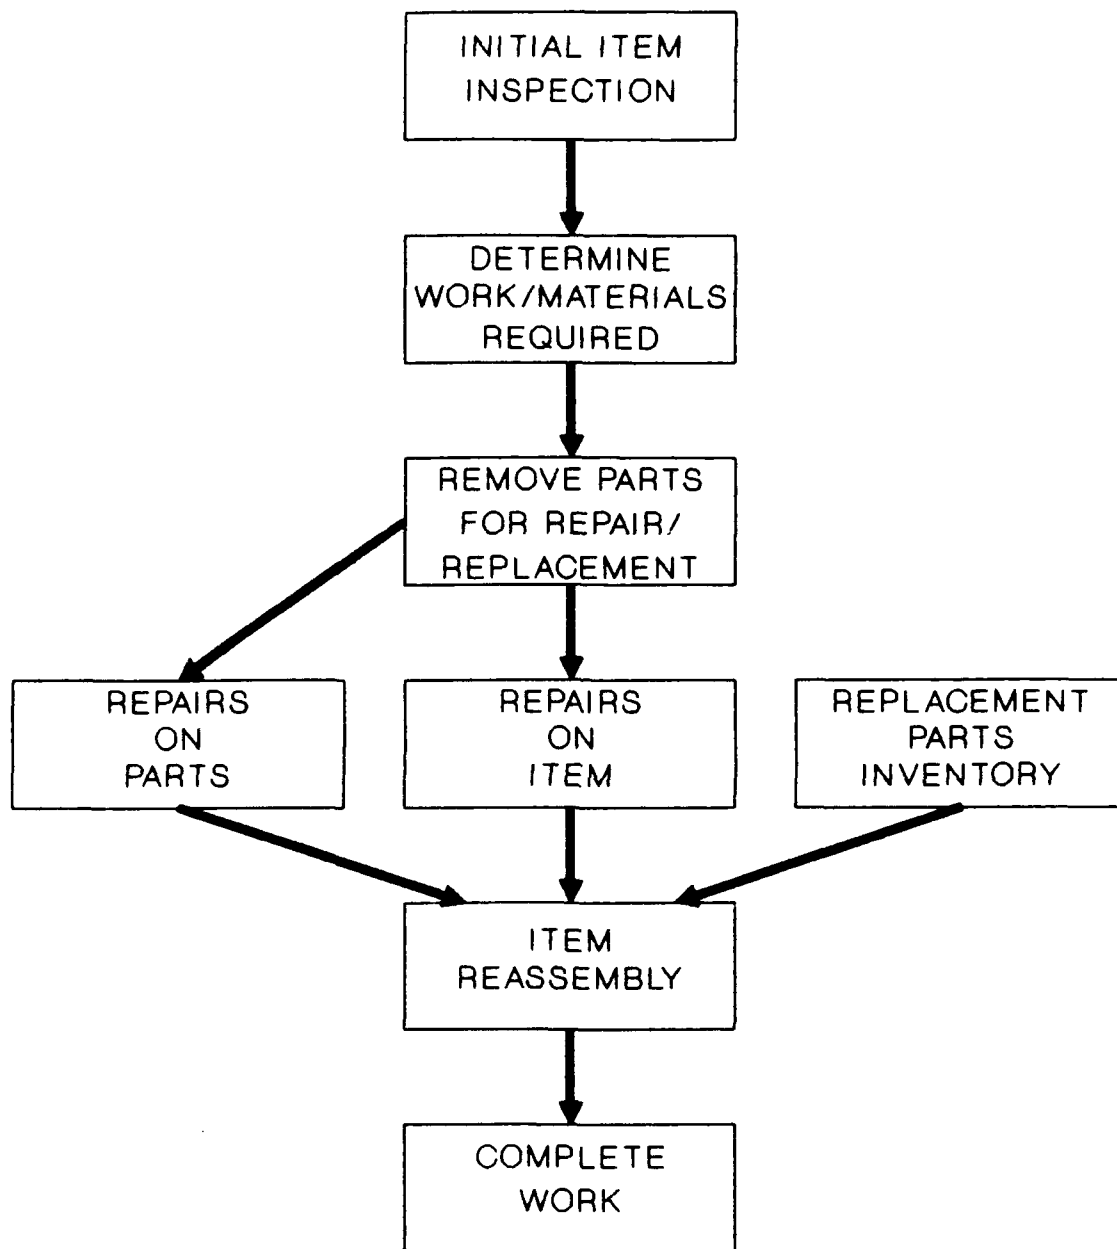 INITIAL ITEM
INSPECTION
DETERMINE
WORK/MATERIALS
REQUIRED
REMOVE PARTS
FOR REPAIR/
REPLACEMENT
REPAIRS
ON
PARTS
REPAIRS
ON
ITEM
REPLACEMENT
PARTS
INVENTORY
ITEM
REASSEMBLY
COMPLETE
WORK